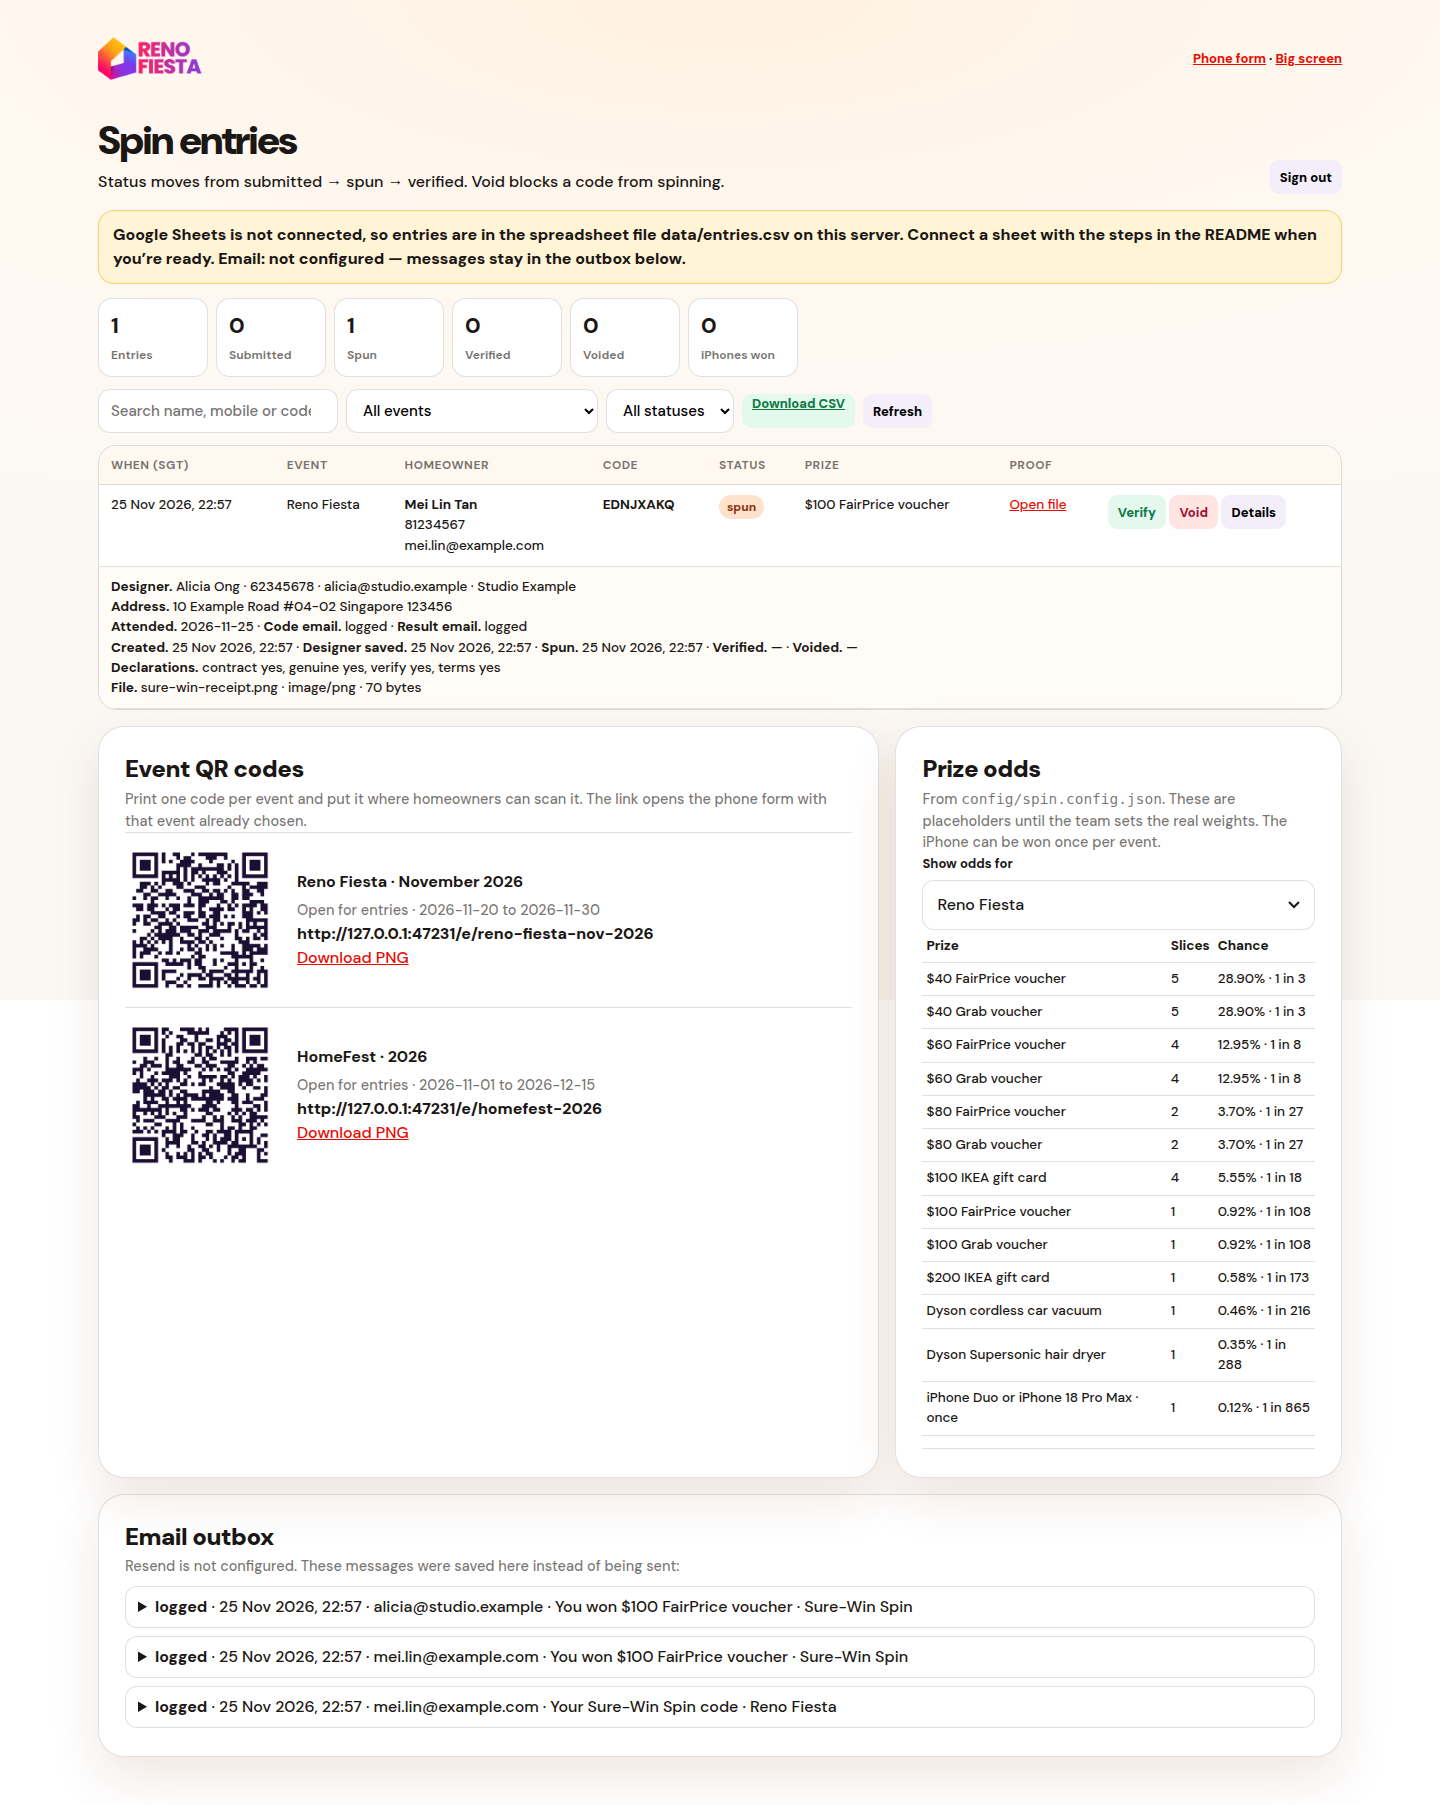 RENO
FIESTA
Phone form · Big screen
Spin entries
Status moves from submitted → spun → verified. Void blocks a code from spinning.
Sign out
Google Sheets is not connected, so entries are in the spreadsheet file data/entries.csv on this server. Connect a sheet with the steps in the README when
you’re ready. Email: not configured — messages stay in the outbox below.
1
Entries
0
Submitted
1
Spun
0
Verified
0
Voided
0
iPhones won
Search name, mobile or code
All events
All statuses
Download CSV
Refresh
WHEN (SGT) EVENT HOMEOWNER CODE STATUS PRIZE PROOF
25 Nov 2026, 22:57 Reno Fiesta Mei Lin Tan EDNJXAKQ spun $100 FairPrice voucher Open file Verify Void Details
81234567
mei.lin@example.com
Designer. Alicia Ong · 62345678 · alicia@studio.example · Studio Example
Address. 10 Example Road #04-02 Singapore 123456
Attended. 2026-11-25 · Code email. logged · Result email. logged
Created. 25 Nov 2026, 22:57 · Designer saved. 25 Nov 2026, 22:57 · Spun. 25 Nov 2026, 22:57 · Verified. — · Voided. —
Declarations. contract yes, genuine yes, verify yes, terms yes
File. sure-win-receipt.png · image/png · 70 bytes
Event QR codes
Print one code per event and put it where homeowners can scan it. The link opens the phone form with
that event already chosen.
Reno Fiesta · November 2026
Open for entries · 2026-11-20 to 2026-11-30
http://127.0.0.1:47231/e/reno-fiesta-nov-2026
Download PNG
HomeFest · 2026
Open for entries · 2026-11-01 to 2026-12-15
http://127.0.0.1:47231/e/homefest-2026
Download PNG
Prize odds
From config/spin.config.json. These are
placeholders until the team sets the real weights. The
iPhone can be won once per event.
Show odds for
Reno Fiesta
Prize Slices Chance
$40 FairPrice voucher 5 28.90% · 1 in 3
$40 Grab voucher 5 28.90% · 1 in 3
$60 FairPrice voucher 4 12.95% · 1 in 8
$60 Grab voucher 4 12.95% · 1 in 8
$80 FairPrice voucher 2 3.70% · 1 in 27
$80 Grab voucher 2 3.70% · 1 in 27
$100 IKEA gift card 4 5.55% · 1 in 18
$100 FairPrice voucher 1 0.92% · 1 in 108
$100 Grab voucher 1 0.92% · 1 in 108
$200 IKEA gift card 1 0.58% · 1 in 173
Dyson cordless car vacuum 1 0.46% · 1 in 216
Dyson Supersonic hair dryer 1 0.35% · 1 in
288
iPhone Duo or iPhone 18 Pro Max ·
once 1 0.12% · 1 in 865
Email outbox
Resend is not configured. These messages were saved here instead of being sent:
logged · 25 Nov 2026, 22:57 · alicia@studio.example · You won $100 FairPrice voucher · Sure-Win Spin
logged · 25 Nov 2026, 22:57 · mei.lin@example.com · You won $100 FairPrice voucher · Sure-Win Spin
logged · 25 Nov 2026, 22:57 · mei.lin@example.com · Your Sure-Win Spin code · Reno Fiesta